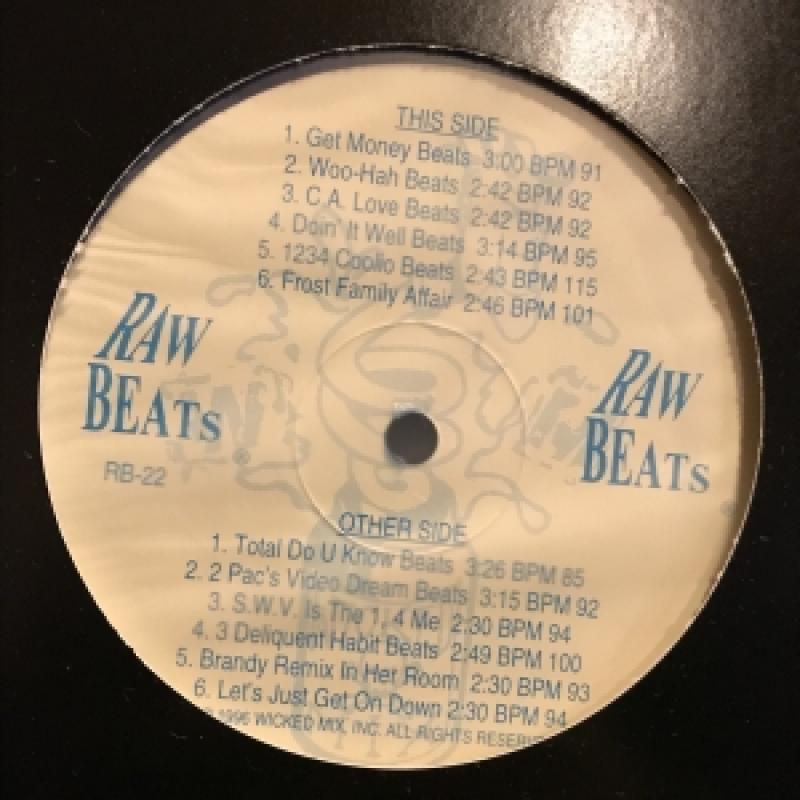 THIS SIDE
1. Get Money Beats 3:00 BPM 91
2. Woo-Hah Beats 2:42 BPM 92
3. C.A. Love Beats 2:42 BPM 92
4. Doin' It Well Beats 3:14 BPM 95
5. 1234 Coolio Beats 2:43 BPM 115
6. Frost Family Affair 2:46 BPM 101
RAW
BEATS
®
RB-22
RAW
BEATS
OTHER SIDE
1. Total Do U Know Beats 3:26 BPM 85
2. 2 Pac's Video Dream Beats 3:15 BPM 92
3. S.W.V. Is The 1, 4 Me 2:30 BPM 94
4. 3 Deliquent Habit Beats 2:49 BPM 100
5. Brandy Remix In Her Room 2:30 BPM 93
6. Let's Just Get On Down 2:30 BPM 94
1996 WICKED MIX, INC. ALL RIGHTS